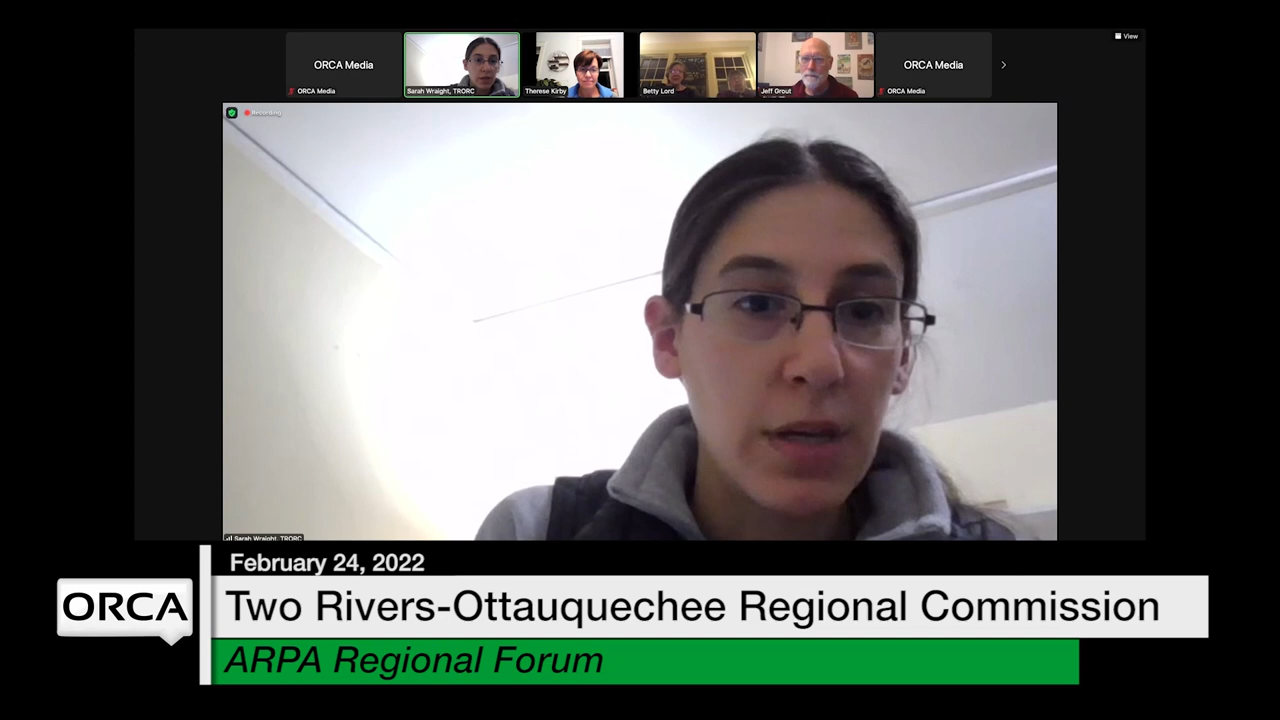 View
ORCA Media
ORCA Media
Sarah Wraight, TRORC
Therese Kirby
Betty Lord
Jeff Grout
ORCA Media
ORCA Media
Recording
Sarah Wraight, TRORC
February 24, 2022
ORCA
Two Rivers-Ottauquechee Regional Commission
ARPA Regional Forum